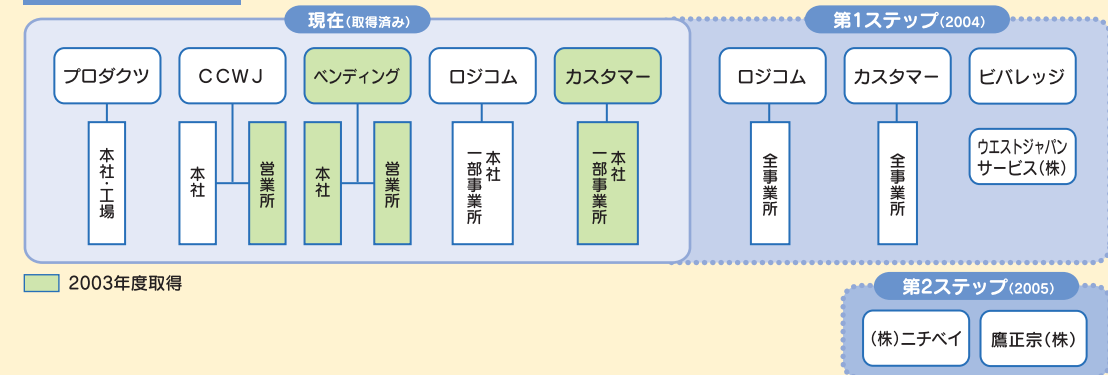 現在(取得済み)
プロダクツ
本社・工場
CCWJ
本社
営業所
ベンディング
本社
営業所
ロジコム
本社
一部事業所
カスタマー
本社
一部事業所
第1ステップ(2004)
ロジコム
全事業所
カスタマー
全事業所
ビバレッジ
ウエストジャパン
サービス(株)
2003年度取得
第2ステップ(2005)
(株)ニチベイ
鷹正宗(株)